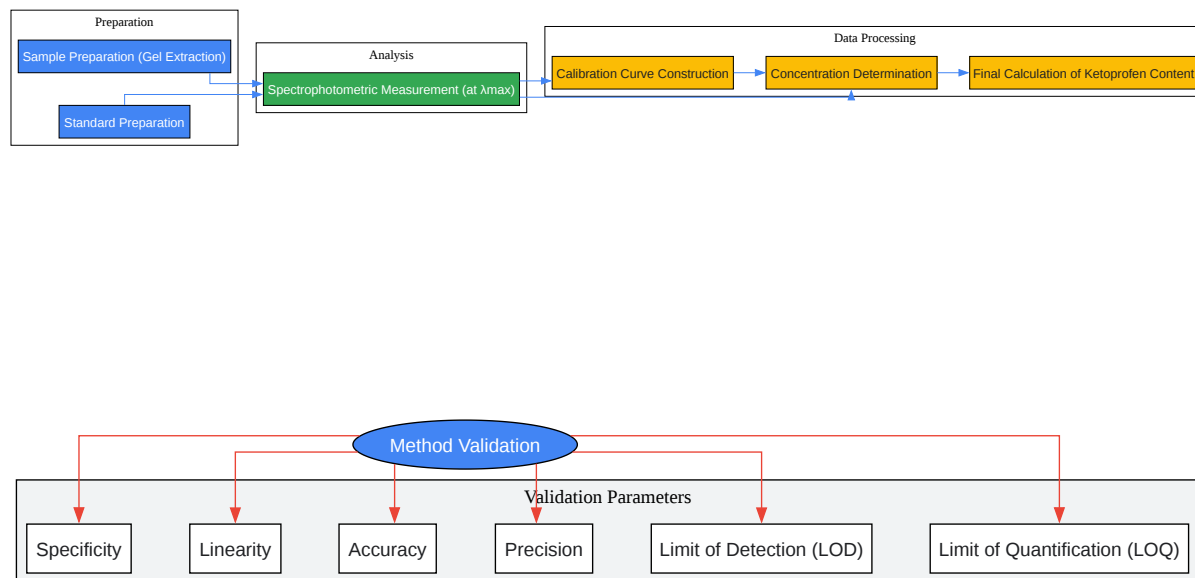 Preparation
Sample Preparation (Gel Extraction)
Standard Preparation
Analysis
Spectrophotometric Measurement (at λmax)
Data Processing
Calibration Curve Construction
Concentration Determination
Final Calculation of Ketoprofen Content
Method Validation
Validation Parameters
Specificity
Linearity
Accuracy
Precision
Limit of Detection (LOD)
Limit of Quantification (LOQ)